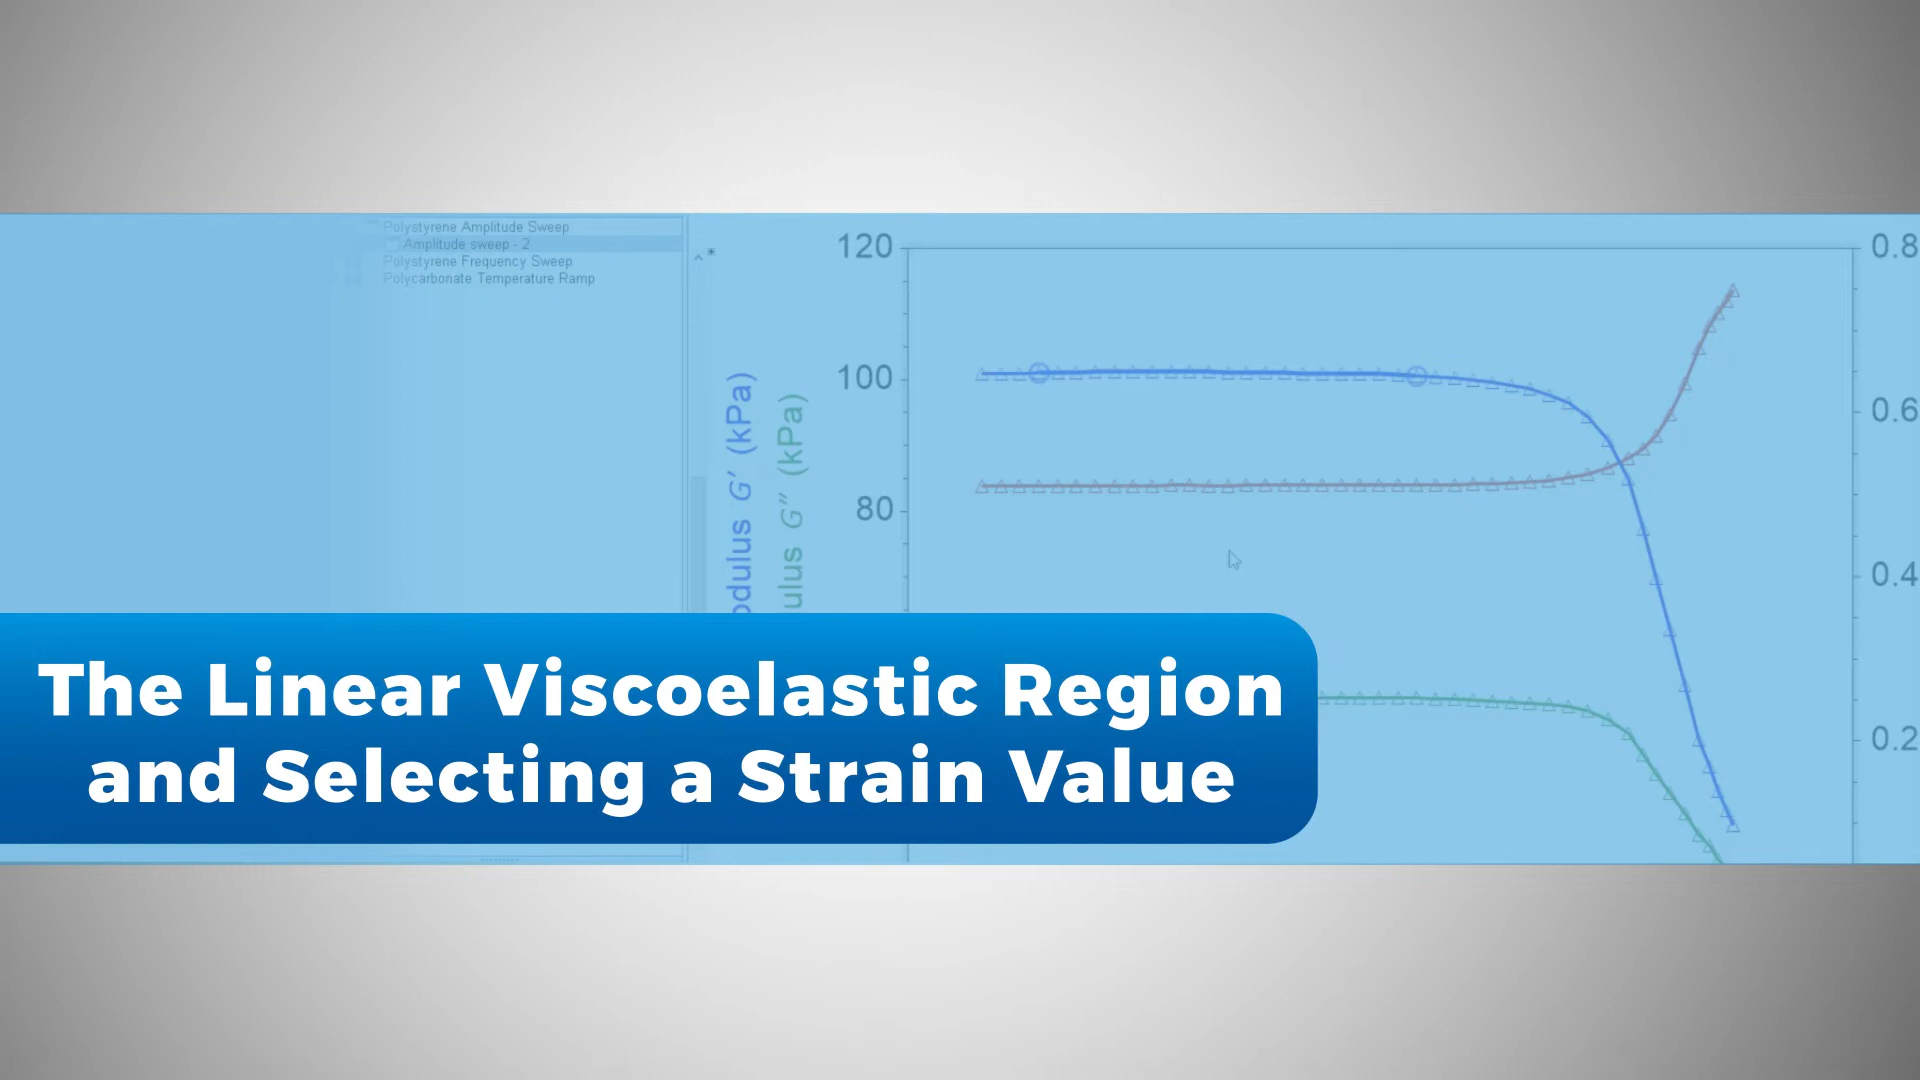 Polystyrene Amplitude Sweep
Amplitude sweep - 2
Polystyrene Frequency Sweep
Polycarbonate Temperature Ramp
120
100
80
G′ (kPa)
G″ (kPa)
0.8
0.6
0.4
0.2
The Linear Viscoelastic Region
and Selecting a Strain Value